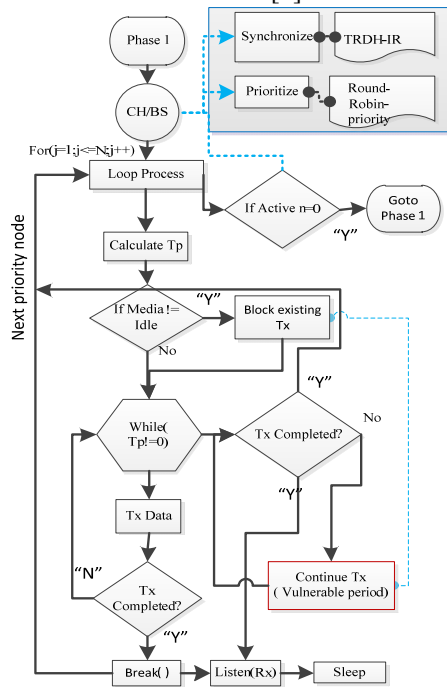 Phase 1
Synchronize
TRDH-IR
CH/BS
Prioritize
Round-
Robin-
priority
For(j=1;j<=N;j++)
Loop Process
If Active n=0
Goto
Phase 1
"Y"
Calculate Tp
Next priority node
If Media !=
Idle
"Y"
Block existing
Tx
No
"Y"
While(
Tp!=0)
Tx Completed?
No
Tx Data
"Y"
"N"
Tx
Completed?
Continue Tx
( Vulnerable period)
"Y"
Break( )
Listen(Rx)
Sleep